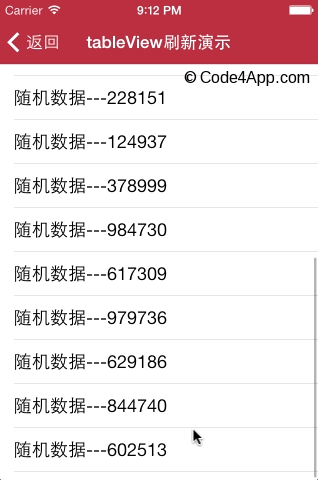 Carrier 9:12 PM
返回 tableView刷新演示
© Code4App.com
随机数据---228151
随机数据---124937
随机数据---378999
随机数据---984730
随机数据---617309
随机数据---979736
随机数据---629186
随机数据---844740
随机数据---602513